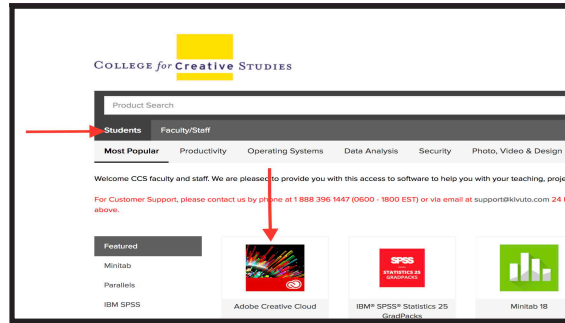 COLLEGE for Creative STUDIES
Product Search
Students Faculty/Staff
Most Popular Productivity Operating Systems Data Analysis Security Photo, Video & Design
Welcome CCS faculty and staff. We are pleased to provide you with this access to software to help you with your teaching, proje
For Customer Support, please contact us by phone at 1 888 396 1447 (0600 - 1800 EST) or via email at support@kivuto.com 24
above.
Featured
Minitab
Parallels
IBM SPSS
SPSS
STATISTICS 25
GRADPACKS
Adobe Creative Cloud IBM® SPSS® Statistics 25 Minitab 18
GradPacks